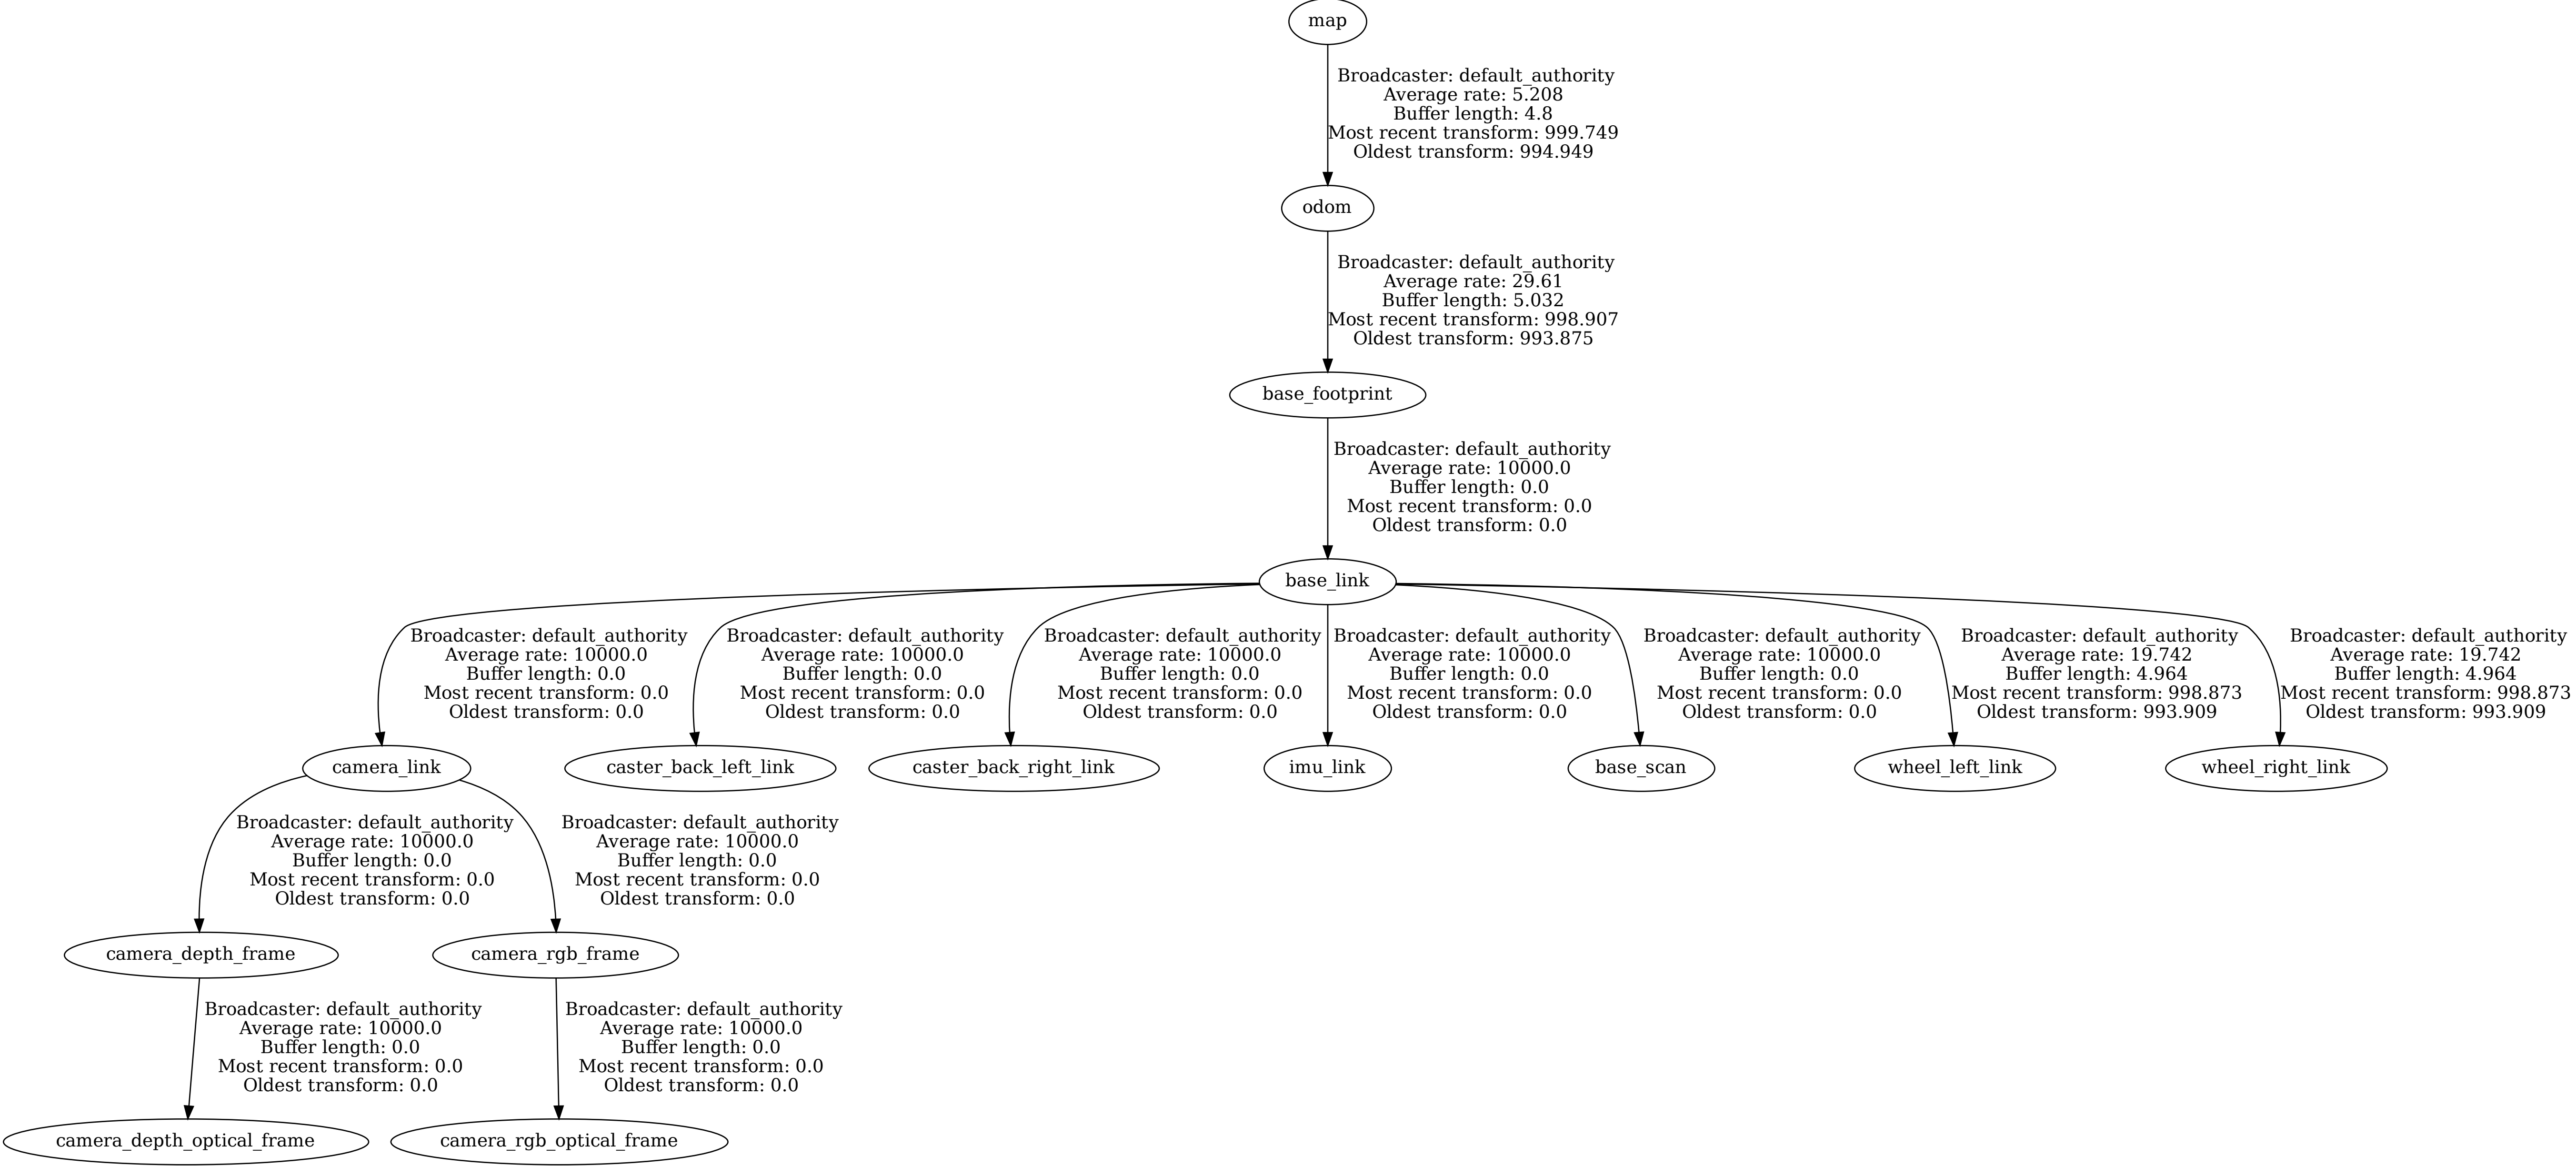 map
Broadcaster: default_authority
Average rate: 5.208
Buffer length: 4.8
Most recent transform: 999.749
Oldest transform: 994.949
odom
Broadcaster: default_authority
Average rate: 29.61
Buffer length: 5.032
Most recent transform: 998.907
Oldest transform: 993.875
base_footprint
Broadcaster: default_authority
Average rate: 10000.0
Buffer length: 0.0
Most recent transform: 0.0
Oldest transform: 0.0
base_link
Broadcaster: default_authority
Average rate: 10000.0
Buffer length: 0.0
Most recent transform: 0.0
Oldest transform: 0.0
Broadcaster: default_authority
Average rate: 10000.0
Buffer length: 0.0
Most recent transform: 0.0
Oldest transform: 0.0
Broadcaster: default_authority
Average rate: 10000.0
Buffer length: 0.0
Most recent transform: 0.0
Oldest transform: 0.0
Broadcaster: default_authority
Average rate: 10000.0
Buffer length: 0.0
Most recent transform: 0.0
Oldest transform: 0.0
Broadcaster: default_authority
Average rate: 10000.0
Buffer length: 0.0
Most recent transform: 0.0
Oldest transform: 0.0
Broadcaster: default_authority
Average rate: 19.742
Buffer length: 4.964
Most recent transform: 998.873
Oldest transform: 993.909
Broadcaster: default_authority
Average rate: 19.742
Buffer length: 4.964
Most recent transform: 998.873
Oldest transform: 993.909
camera_link
caster_back_left_link
caster_back_right_link
imu_link
base_scan
wheel_left_link
wheel_right_link
Broadcaster: default_authority
Average rate: 10000.0
Buffer length: 0.0
Most recent transform: 0.0
Oldest transform: 0.0
Broadcaster: default_authority
Average rate: 10000.0
Buffer length: 0.0
Most recent transform: 0.0
Oldest transform: 0.0
camera_depth_frame
camera_rgb_frame
Broadcaster: default_authority
Average rate: 10000.0
Buffer length: 0.0
Most recent transform: 0.0
Oldest transform: 0.0
Broadcaster: default_authority
Average rate: 10000.0
Buffer length: 0.0
Most recent transform: 0.0
Oldest transform: 0.0
camera_depth_optical_frame
camera_rgb_optical_frame